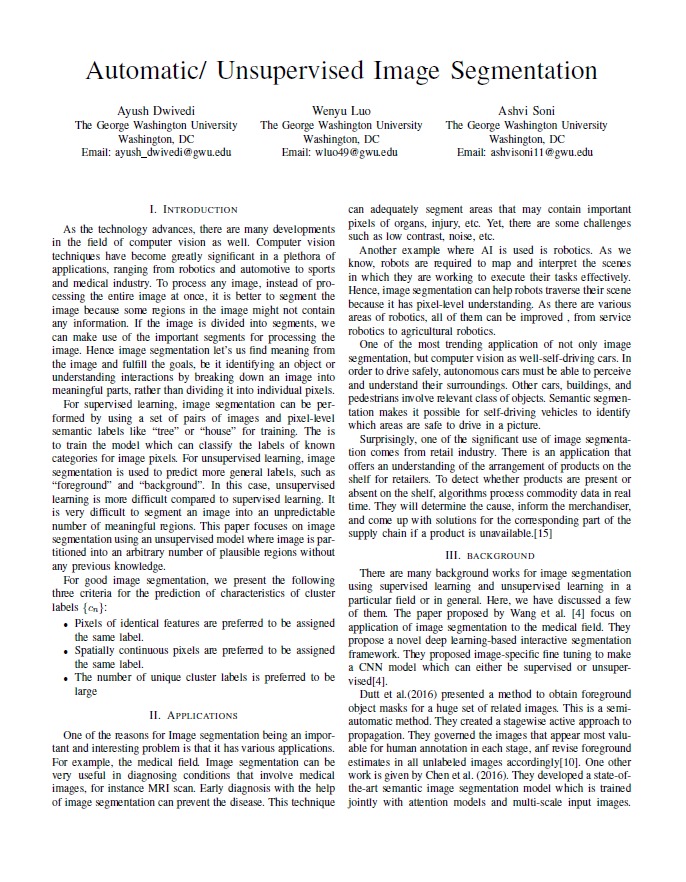 Automatic/ Unsupervised Image Segmentation
Ayush Dwivedi
The George Washington University
Washington, DC
Email: ayush_dwivedi@gwu.edu
Wenyu Luo
The George Washington University
Washington, DC
Email: wluo49@gwu.edu
Ashvi Soni
The George Washington University
Washington, DC
Email: ashvisoni11@gwu.edu
I. Introduction
As the technology advances, there are many developments
in the field of computer vision as well. Computer vision
techniques have become greatly significant in a plethora of
applications, ranging from robotics and automotive to sports
and medical industry. To process any image, instead of pro-
cessing the entire image at once, it is better to segment the
image because some regions in the image might not contain
any information. If the image is divided into segments, we
can make use of the important segments for processing the
image. Hence image segmentation let's us find meaning from
the image and fulfill the goals, be it identifying an object or
understanding interactions by breaking down an image into
meaningful parts, rather than dividing it into individual pixels.
For supervised learning, image segmentation can be per-
formed by using a set of pairs of images and pixel-level
semantic labels like “tree” or “house” for training. The is
to train the model which can classify the labels of known
categories for image pixels. For unsupervised learning, image
segmentation is used to predict more general labels, such as
“foreground” and “background”. In this case, unsupervised
learning is more difficult compared to supervised learning. It
is very difficult to segment an image into an unpredictable
number of meaningful regions. This paper focuses on image
segmentation using an unsupervised model where image is par-
titioned into an arbitrary number of plausible regions without
any previous knowledge.
For good image segmentation, we present the following
three criteria for the prediction of characteristics of cluster
labels {cn}:
• Pixels of identical features are preferred to be assigned
the same label.
• Spatially continuous pixels are preferred to be assigned
the same label.
• The number of unique cluster labels is preferred to be
large
II. Applications
One of the reasons for Image segmentation being an impor-
tant and interesting problem is that it has various applications.
For example, the medical field. Image segmentation can be
very useful in diagnosing conditions that involve medical
images, for instance MRI scan. Early diagnosis with the help
of image segmentation can prevent the disease. This technique
can adequately segment areas that may contain important
pixels of organs, injury, etc. Yet, there are some challenges
such as low contrast, noise, etc.
Another example where AI is used is robotics. As we
know, robots are required to map and interpret the scenes
in which they are working to execute their tasks effectively.
Hence, image segmentation can help robots traverse their scene
because it has pixel-level understanding. As there are various
areas of robotics, all of them can be improved , from service
robotics to agricultural robotics.
One of the most trending application of not only image
segmentation, but computer vision as well-self-driving cars. In
order to drive safely, autonomous cars must be able to perceive
and understand their surroundings. Other cars, buildings, and
pedestrians involve relevant class of objects. Semantic segmen-
tation makes it possible for self-driving vehicles to identify
which areas are safe to drive in a picture.
Surprisingly, one of the significant use of image segmenta-
tion comes from retail industry. There is an application that
offers an understanding of the arrangement of products on the
shelf for retailers. To detect whether products are present or
absent on the shelf, algorithms process commodity data in real
time. They will determine the cause, inform the merchandiser,
and come up with solutions for the corresponding part of the
supply chain if a product is unavailable.[15]
III. background
There are many background works for image segmentation
using supervised learning and unsupervised learning in a
particular field or in general. Here, we have discussed a few
of them. The paper proposed by Wang et al. [4] focus on
application of image segmentation to the medical field. They
propose a novel deep learning-based interactive segmentation
framework. They proposed image-specific fine tuning to make
a CNN model which can either be supervised or unsuper-
vised[4].
Dutt et al.(2016) presented a method to obtain foreground
object masks for a huge set of related images. This is a semi-
automatic method. They created a stagewise active approach to
propagation. They governed the images that appear most valu-
able for human annotation in each stage, anf revise foreground
estimates in all unlabeled images accordingly[10]. One other
work is given by Chen et al. (2016). They developed a state-of-
the-art semantic image segmentation model which is trained
jointly with attention models and multi-scale input images.